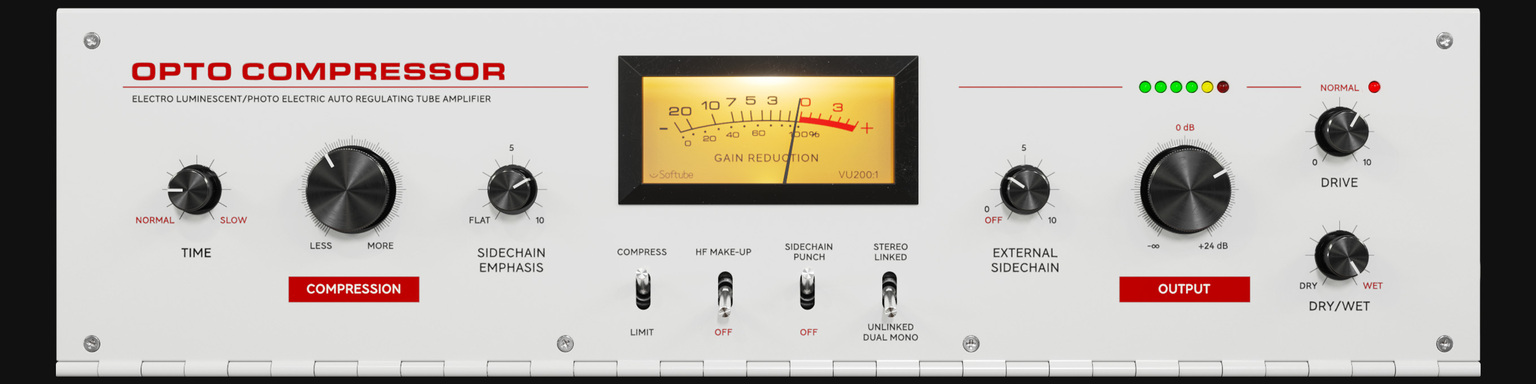 OPTO COMPRESSOR
ELECTRO LUMINESCENT/PHOTO ELECTRIC AUTO REGULATING TUBE AMPLIFIER
NORMAL SLOW
TIME
LESS MORE
COMPRESSION
5
FLAT 10
SIDECHAIN
EMPHASIS
20 10 7 5 3 0 3
- +
0 20 40 60 100%
GAIN REDUCTION
Softube VU200:1
COMPRESS
LIMIT
HF MAKE-UP
OFF
SIDECHAIN
PUNCH
OFF
STEREO
LINKED
UNLINKED
DUAL MONO
5
0
OFF 10
EXTERNAL
SIDECHAIN
0 dB
-∞ +24 dB
OUTPUT
NORMAL
0 10
DRIVE
DRY WET
DRY/WET